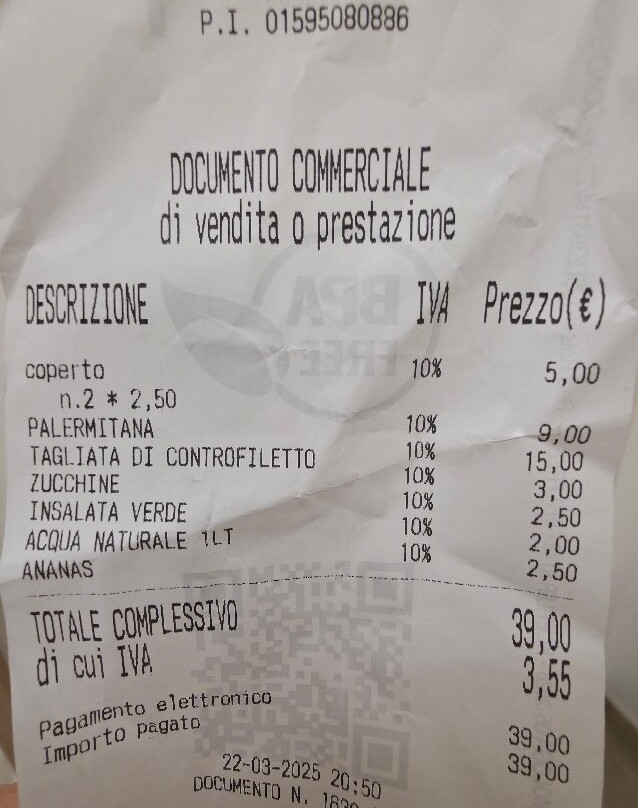 P.I. 01595080886
DOCUMENTO COMMERCIALE
di vendita o prestazione
DESCRIZIONE IVA Prezzo(€)
coperto 10% 5,00
n.2 * 2,50
PALERMITANA 10% 9,00
TAGLIATA DI CONTROFILETTO 10% 15,00
ZUCCHINE 10% 3,00
INSALATA VERDE 10% 2,50
ACQUA NATURALE 1LT 10% 2,00
ANANAS 10% 2,50
TOTALE COMPLESSIVO 39,00
di cui IVA 3,55
Pagamento elettronico 39,00
Importo pagato 39,00
22-03-2025 20:50
DOCUMENTO N.
BPA
FREE